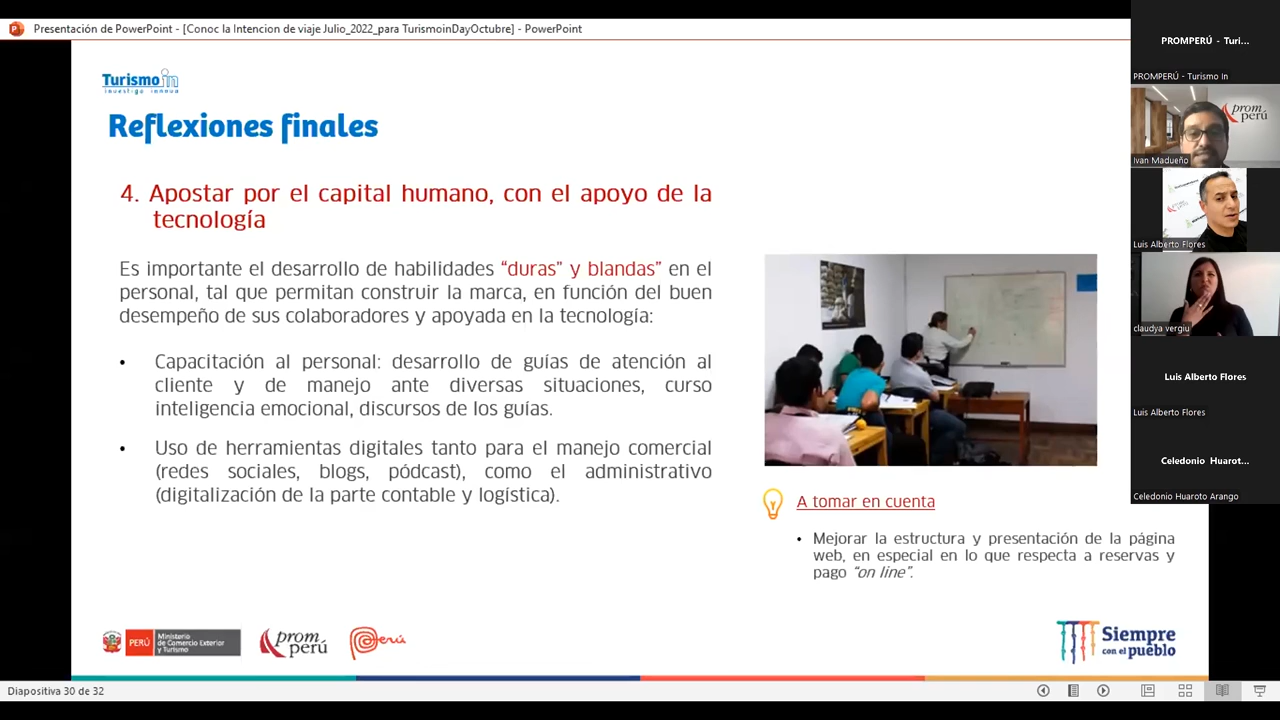 Presentación de PowerPoint - [Conoc la Intencion de viaje Julio_2022_para TurismoinDayOctubre] - PowerPoint
Turismo in
investiga innova
Reflexiones finales
4. Apostar por el capital humano, con el apoyo de la
tecnología
Es importante el desarrollo de habilidades “duras” y blandas” en el
personal, tal que permitan construir la marca, en función del buen
desempeño de sus colaboradores y apoyada en la tecnología:
• Capacitación al personal: desarrollo de guías de atención al
cliente y de manejo ante diversas situaciones, curso
inteligencia emocional, discursos de los guías.
• Uso de herramientas digitales tanto para el manejo comercial
(redes sociales, blogs, pódcast), como el administrativo
(digitalización de la parte contable y logística).
A tomar en cuenta
• Mejorar la estructura y presentación de la página
web, en especial en lo que respecta a reservas y
pago “on line”.
PERÚ
Ministerio
de Comercio Exterior
y Turismo
prom
perú
Perú
Siempre
con el pueblo
Diapositiva 30 de 32
PROMPERÚ - Turi...
PROMPERÚ - Turismo In
prom
perú
Ivan Madueño
Luis Alberto Flores
claudya vergiu
Luis Alberto Flores
Luis Alberto Flores
Celedonio Huarot...
Celedonio Huaroto Arango